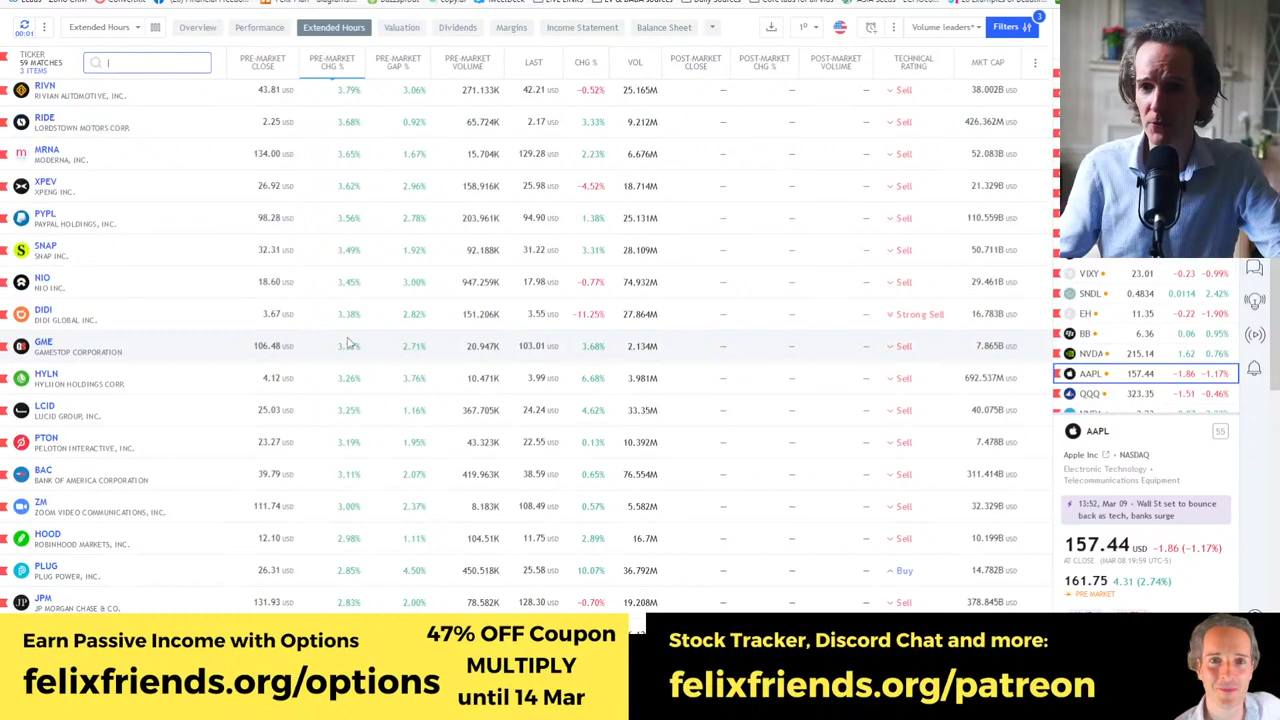 00:01
Extended Hours
Overview
Performance
Extended Hours
Valuation
Dividends
Margins
Income Statement
Balance Sheet
1D
Volume leaders*
Filters
3
TICKER
59 MATCHES
3 ITEMS
PRE-MARKET CLOSE
PRE-MARKET CHG %
PRE-MARKET GAP %
PRE-MARKET VOLUME
LAST
CHG %
VOL
POST-MARKET CLOSE
POST-MARKET CHG %
POST-MARKET VOLUME
TECHNICAL RATING
MKT CAP
RIVN 43.81 USD 3.79% 3.06% 271.133K 42.21 USD −0.52% 25.165M — — — Sell 38.002B USD
RIVIAN AUTOMOTIVE, INC.
RIDE 2.25 USD 3.68% 0.92% 65.724K 2.17 USD 3.33% 9.212M — — — Sell 426.362M USD
LORDSTOWN MOTORS CORP.
MRNA 134.00 USD 3.65% 1.67% 15.704K 129.28 USD 2.23% 6.676M — — — Sell 52.083B USD
MODERNA, INC.
XPEV 26.92 USD 3.62% 2.96% 158.916K 25.98 USD −4.52% 18.714M — — — Sell 21.329B USD
XPENG INC.
PYPL 98.28 USD 3.56% 2.78% 203.961K 94.90 USD 1.38% 25.131M — — — Sell 110.559B USD
PAYPAL HOLDINGS, INC.
SNAP 32.31 USD 3.49% 1.92% 92.188K 31.22 USD 3.31% 28.109M — — — Sell 50.711B USD
SNAP INC.
NIO 18.60 USD 3.45% 3.00% 947.259K 17.98 USD −0.77% 74.932M — — — Sell 29.461B USD
NIO INC.
DIDI 3.67 USD 3.38% 2.82% 151.206K 3.55 USD −11.25% 27.864M — — — Strong Sell 16.783B USD
DIDI GLOBAL INC.
GME 106.48 USD 2.71% 20.947K 103.01 USD 3.68% 2.134M — — — Sell 7.865B USD
GAMESTOP CORPORATION
HYLN 4.12 USD 3.26% 3.76% 10.471K 3.99 USD 6.68% 3.981M — — — Sell 692.537M USD
HYLIION HOLDINGS CORP.
LCID 25.03 USD 3.25% 1.16% 367.705K 24.24 USD 4.62% 33.35M — — — Sell 40.075B USD
LUCID GROUP, INC.
PTON 23.27 USD 3.19% 1.95% 43.323K 22.55 USD 0.13% 10.392M — — — Sell 7.478B USD
PELOTON INTERACTIVE, INC.
BAC 39.79 USD 3.11% 2.07% 419.963K 38.59 USD 0.65% 76.554M — — — Sell 311.414B USD
BANK OF AMERICA CORPORATION
ZM 111.74 USD 3.00% 2.37% 8.183K 108.49 USD 0.57% 5.582M — — — Sell 32.329B USD
ZOOM VIDEO COMMUNICATIONS, INC.
HOOD 12.10 USD 2.98% 1.11% 104.51K 11.75 USD 2.89% 16.7M — — — Sell 10.199B USD
ROBINHOOD MARKETS, INC.
PLUG 26.31 USD 2.85% 4.50% 450.518K 25.58 USD 10.07% 36.792M — — — Buy 14.782B USD
PLUG POWER, INC.
JPM 131.93 USD 2.83% 2.00% 78.582K 128.30 USD −0.70% 19.208M — — — Sell 378.845B USD
JP MORGAN CHASE & CO.
VIXY 23.01 −0.23 −0.99%
SNDL 0.4834 0.0114 2.42%
EH 11.35 −0.22 −1.90%
BB 6.36 0.06 0.95%
NVDA 215.14 1.62 0.76%
AAPL 157.44 −1.86 −1.17%
QQQ 323.35 −1.51 −0.46%
AAPL
55
Apple Inc • NASDAQ
Electronic Technology •
Telecommunications Equipment
13:52, Mar 09 - Wall St set to bounce
back as tech, banks surge
157.44 USD −1.86 (−1.17%)
AT CLOSE (MAR 08 19:59 UTC-5)
161.75 4.31 (2.74%)
PRE MARKET
Earn Passive Income with Options
felixfriends.org/options
47% OFF Coupon
MULTIPLY
until 14 Mar
Stock Tracker, Discord Chat and more:
felixfriends.org/patreon